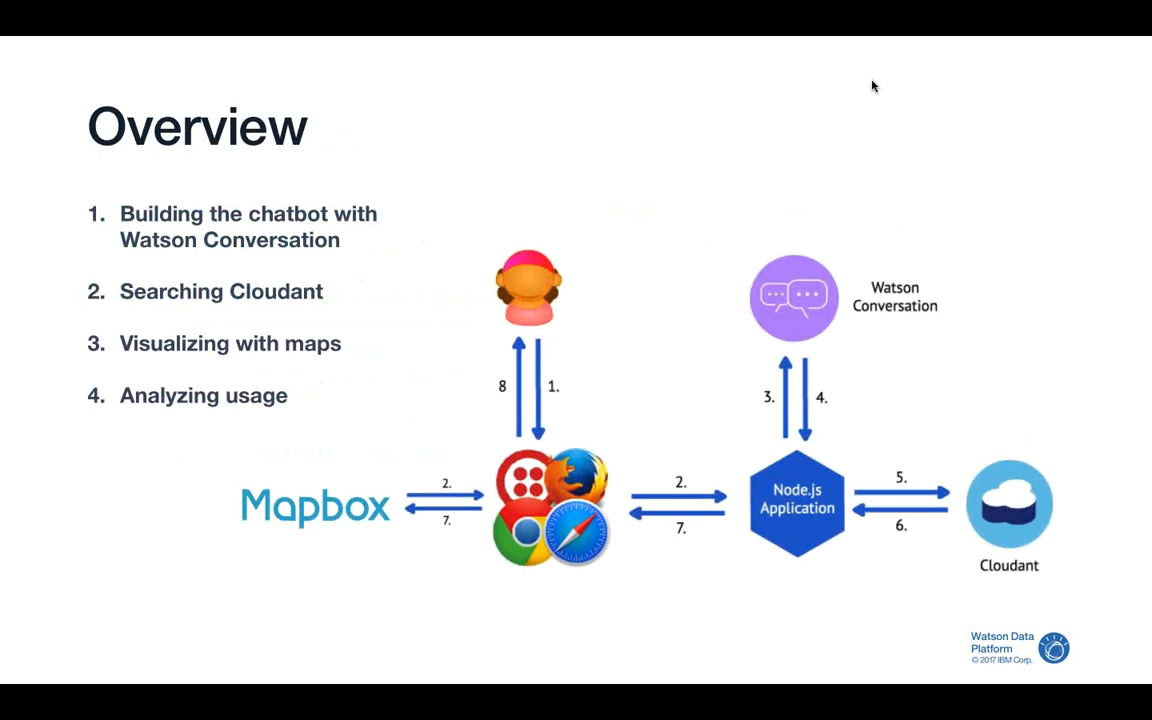 Overview
1. Building the chatbot with
Watson Conversation
2. Searching Cloudant
3. Visualizing with maps
4. Analyzing usage
Watson
Conversation
8
1.
3.
4.
Mapbox
2.
7.
2.
7.
Node.js
Application
5.
6.
Cloudant
Watson Data
Platform
© 2017 IBM Corp.